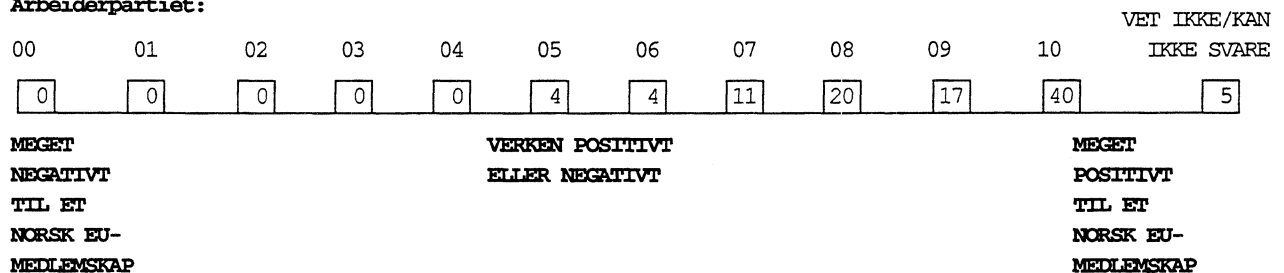 Arbeiderpartiet:
VET IKKE/KAN
00 01 02 03 04 05 06 07 08 09 10 IKKE SVARE
0 0 0 0 0 4 4 11 20 17 40 5
MEGET VERKEN POSITIVT MEGET
NEGATIVT ELLER NEGATIVT POSITIVT
TIL ET TIL ET
NORSK EU- NORSK EU-
MEDLEMSKAP MEDLEMSKAP